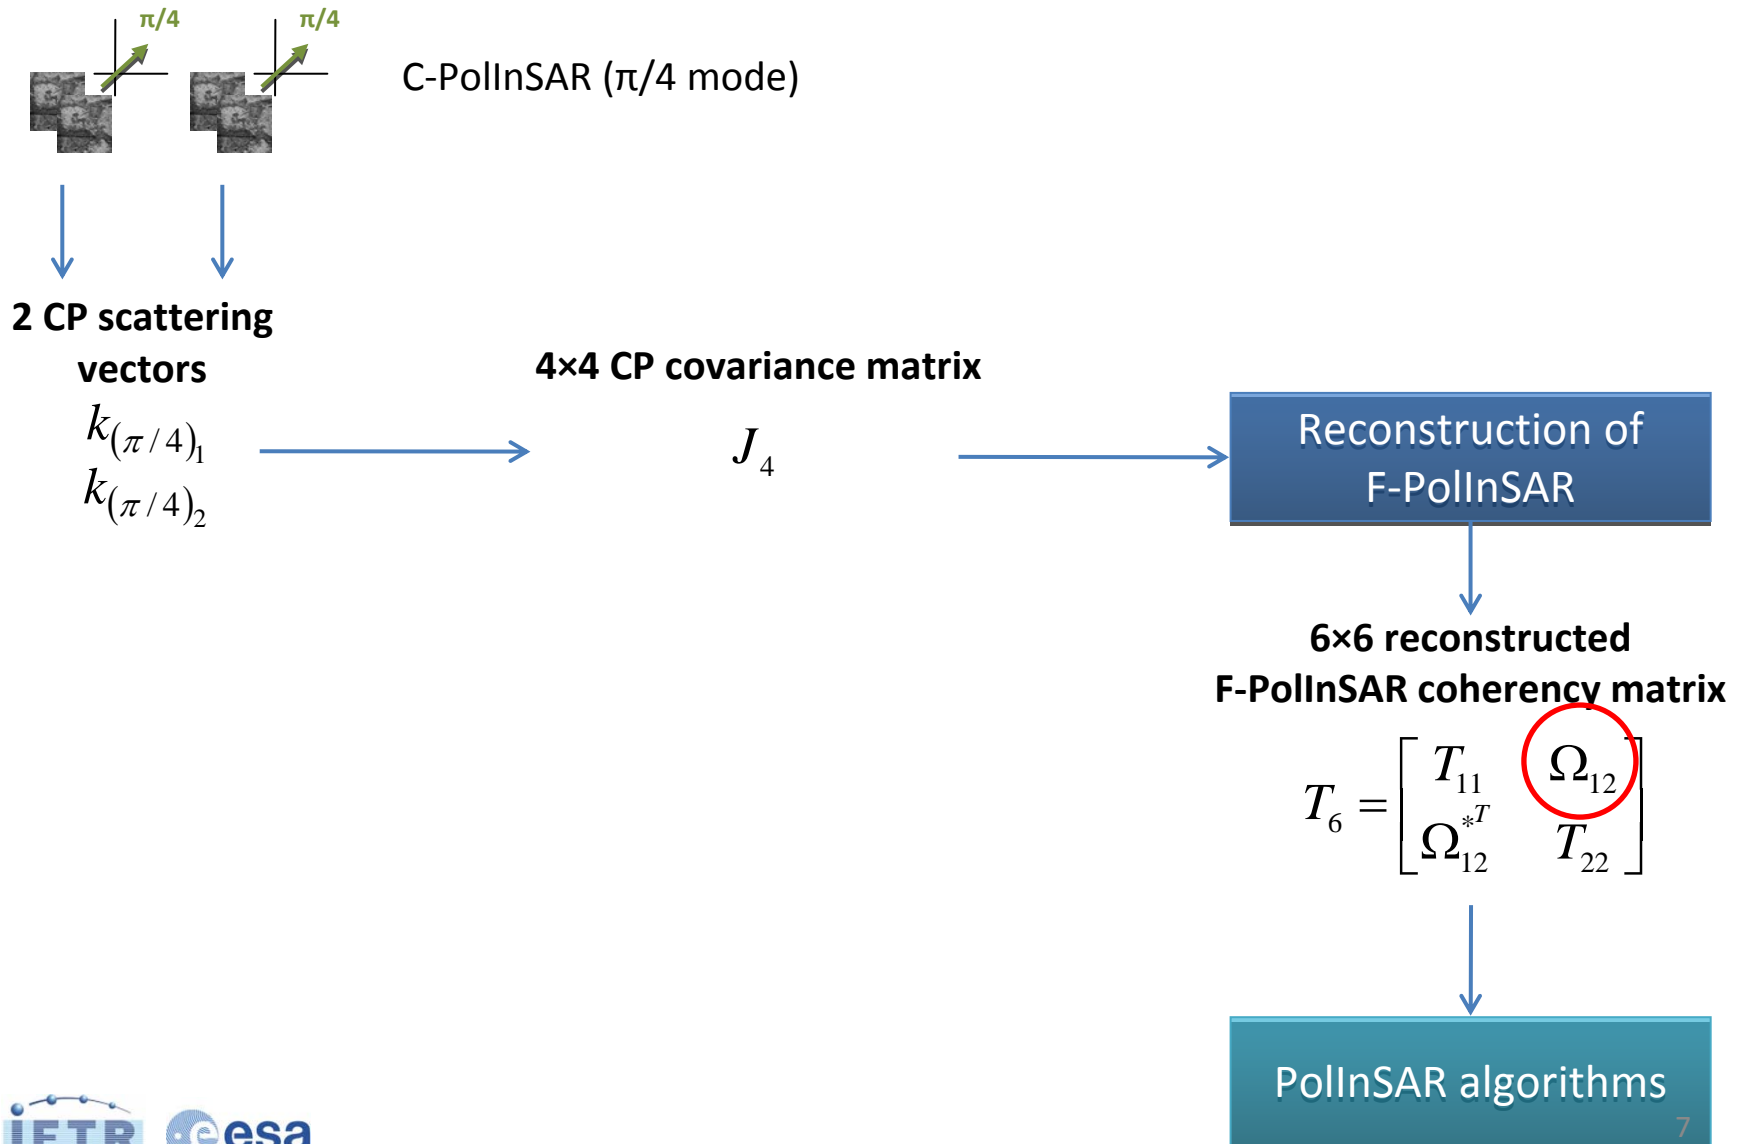 π/4 π/4
C-PolInSAR (π/4 mode)
2 CP scattering
vectors
4×4 CP covariance matrix
k(π/4)₁
k(π/4)₂
J₄
Reconstruction of
F-PolInSAR
6×6 reconstructed
F-PolInSAR coherency matrix
T₆ = [ T₁₁ Ω₁₂
Ω₁₂*ᵀ T₂₂ ]
PolInSAR algorithms
7
IETR esa